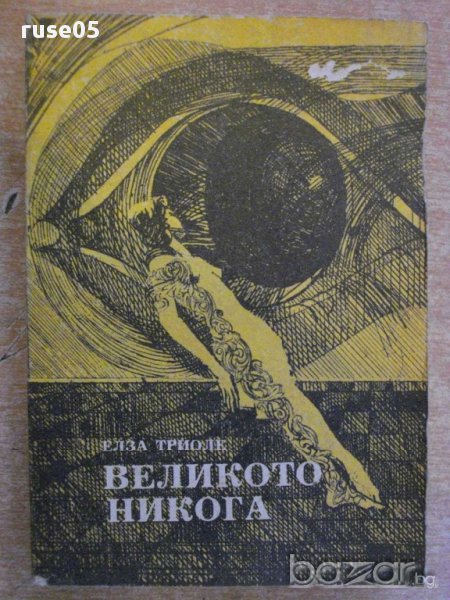 ruse05
ЕЛЗА ТРИОЛЕ
ВЕЛИКОТО
НИКОГА
bazar
.bg